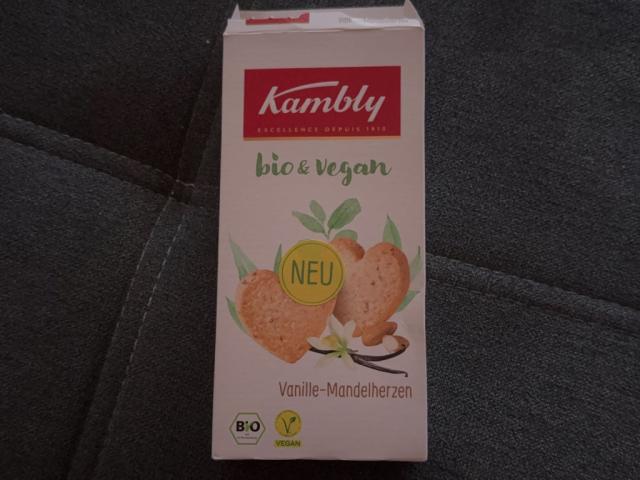 Kambly
EXCELLENCE DEPUIS 1910
bio & vegan
NEU
Vanille-Mandelherzen
BIO
V
VEGAN